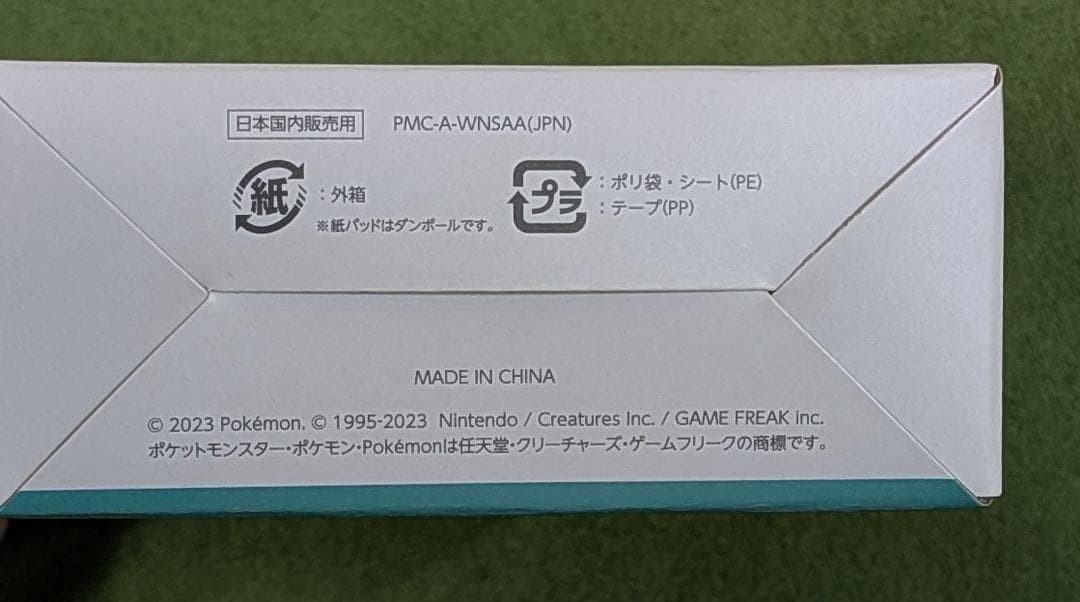 日本国内販売用 PMC-A-WNSAA(JPN)
紙 ：外箱
※紙パッドはダンボールです。
プラ ：ポリ袋・シート(PE)
：テープ(PP)
MADE IN CHINA
© 2023 Pokémon. © 1995-2023 Nintendo / Creatures Inc. / GAME FREAK inc.
ポケットモンスター・ポケモン・Pokémonは任天堂・クリーチャーズ・ゲームフリークの商標です。